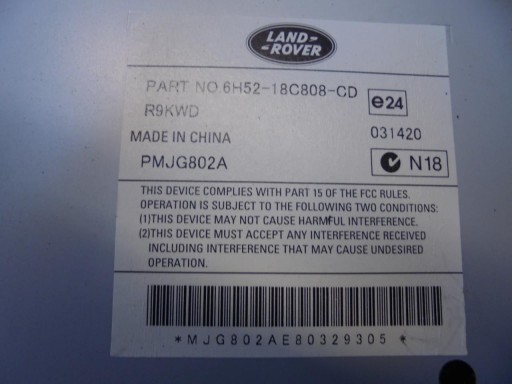 LAND-
-ROVER
PART NO.6H52-18C808-CD
e24
R9KWD
031420
MADE IN CHINA
PMJG802A
N18
THIS DEVICE COMPLIES WITH PART 15 OF THE FCC RULES.
OPERATION IS SUBJECT TO THE FOLLOWING TWO CONDITIONS:
(1)THIS DEVICE MAY NOT CAUSE HARMFUL INTERFERENCE.
(2)THIS DEVICE MUST ACCEPT ANY INTERFERENCE RECEIVED
INCLUDING INTERFERENCE THAT MAY CAUSE UNDESIRED
OPERATION.
*MJG802AE80329305*